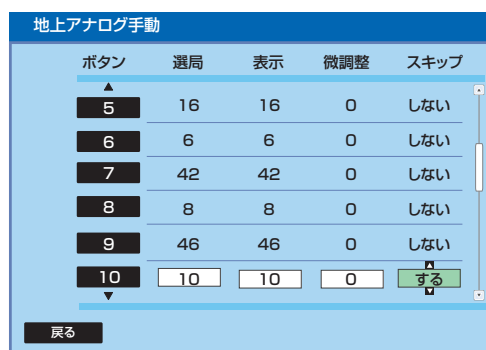 地上アナログ手動
ボタン 選局 表示 微調整 スキップ
5 16 16 0 しない
6 6 6 0 しない
7 42 42 0 しない
8 8 8 0 しない
9 46 46 0 しない
10 10 10 0 する
戻る